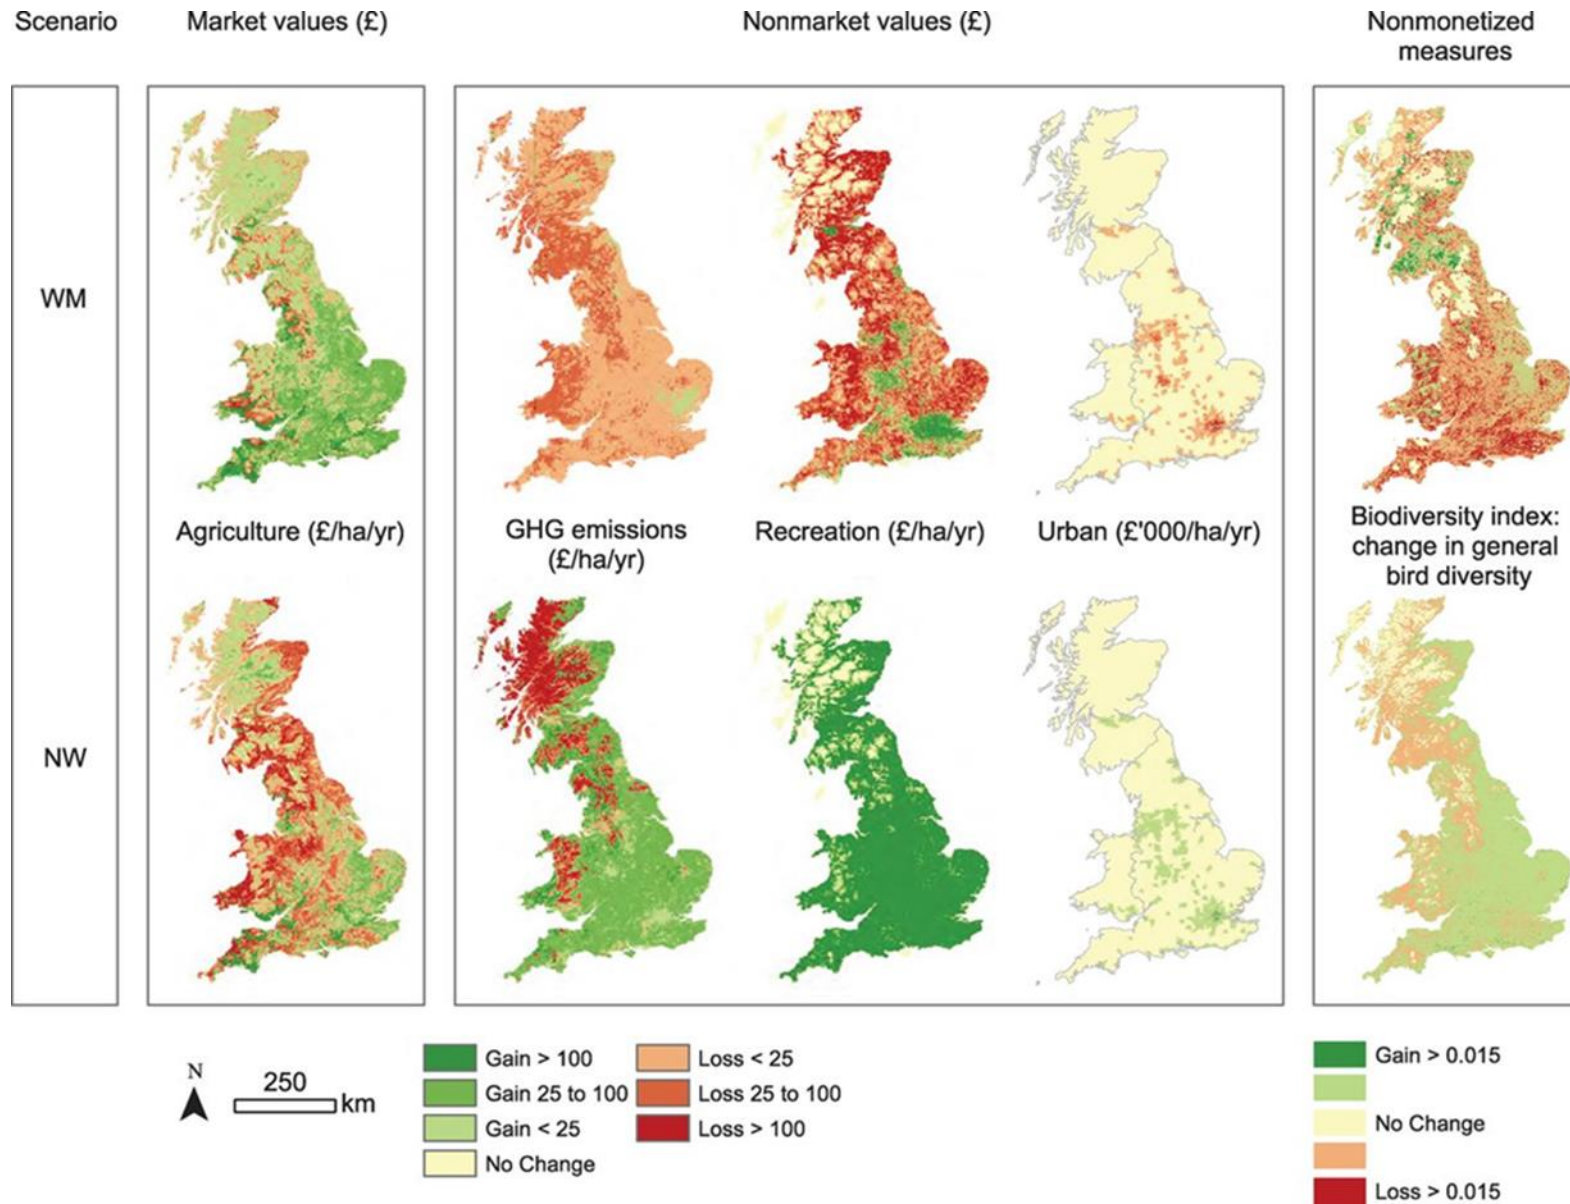 Scenario
Market values (£)
Nonmarket values (£)
Nonmonetized
measures
WM
Agriculture (£/ha/yr)
GHG emissions
(£/ha/yr)
Recreation (£/ha/yr)
Urban (£'000/ha/yr)
Biodiversity index:
change in general
bird diversity
NW
N
250
km
Gain > 100
Gain 25 to 100
Gain < 25
No Change
Loss < 25
Loss 25 to 100
Loss > 100
Gain > 0.015
No Change
Loss > 0.015